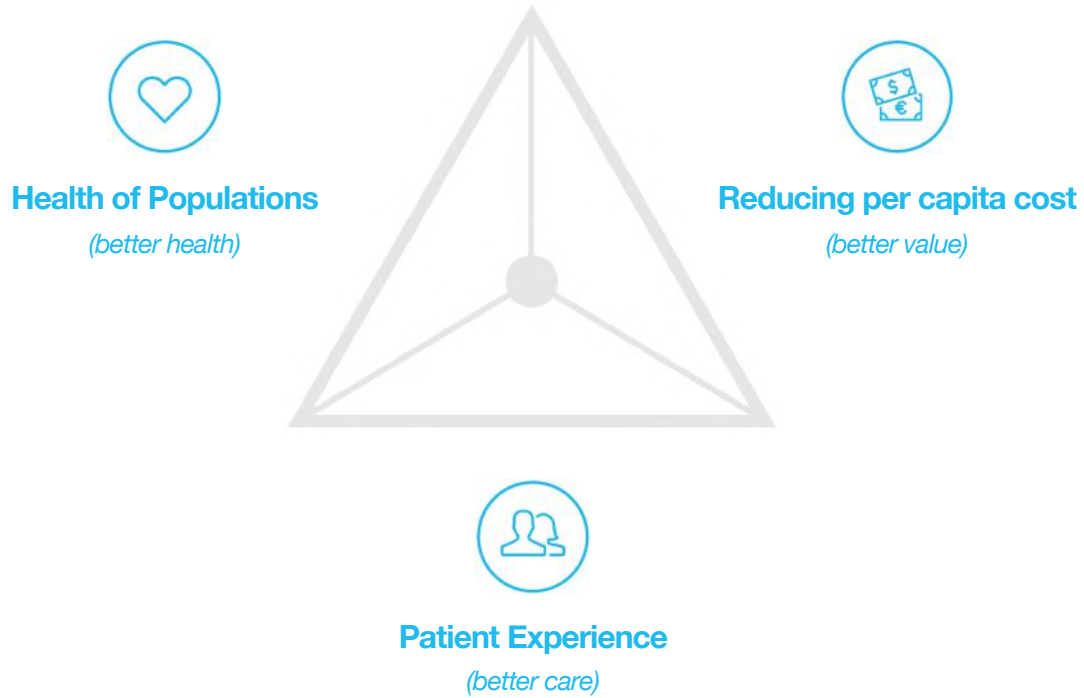 Health of Populations
(better health)
Reducing per capita cost
(better value)
$
€
Patient Experience
(better care)